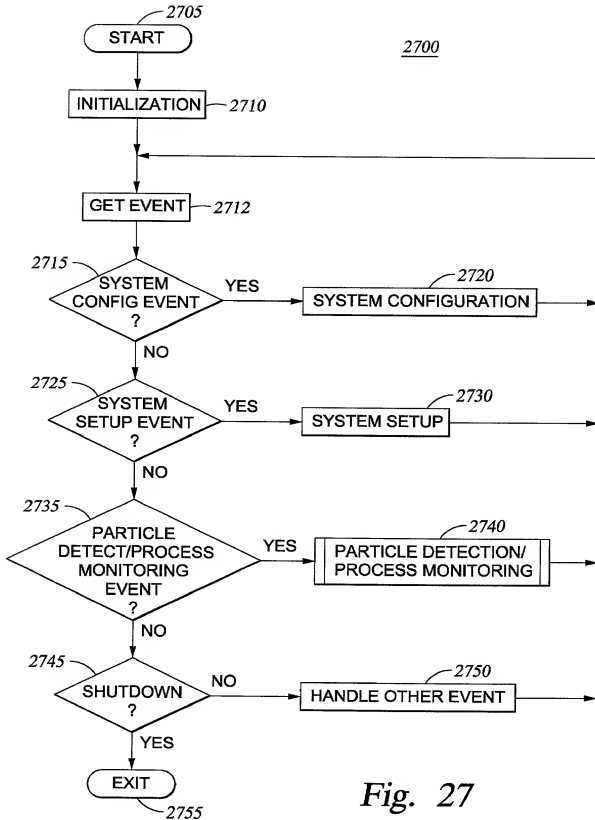 2705
START
2700
INITIALIZATION
2710
GET EVENT
2712
2715
SYSTEM
CONFIG EVENT
?
YES
2720
SYSTEM CONFIGURATION
NO
2725
SYSTEM
SETUP EVENT
?
YES
2730
SYSTEM SETUP
NO
2735
PARTICLE
DETECT/PROCESS
MONITORING
EVENT
?
YES
2740
PARTICLE DETECTION/
PROCESS MONITORING
NO
2745
SHUTDOWN
?
NO
2750
HANDLE OTHER EVENT
YES
EXIT
2755
Fig. 27